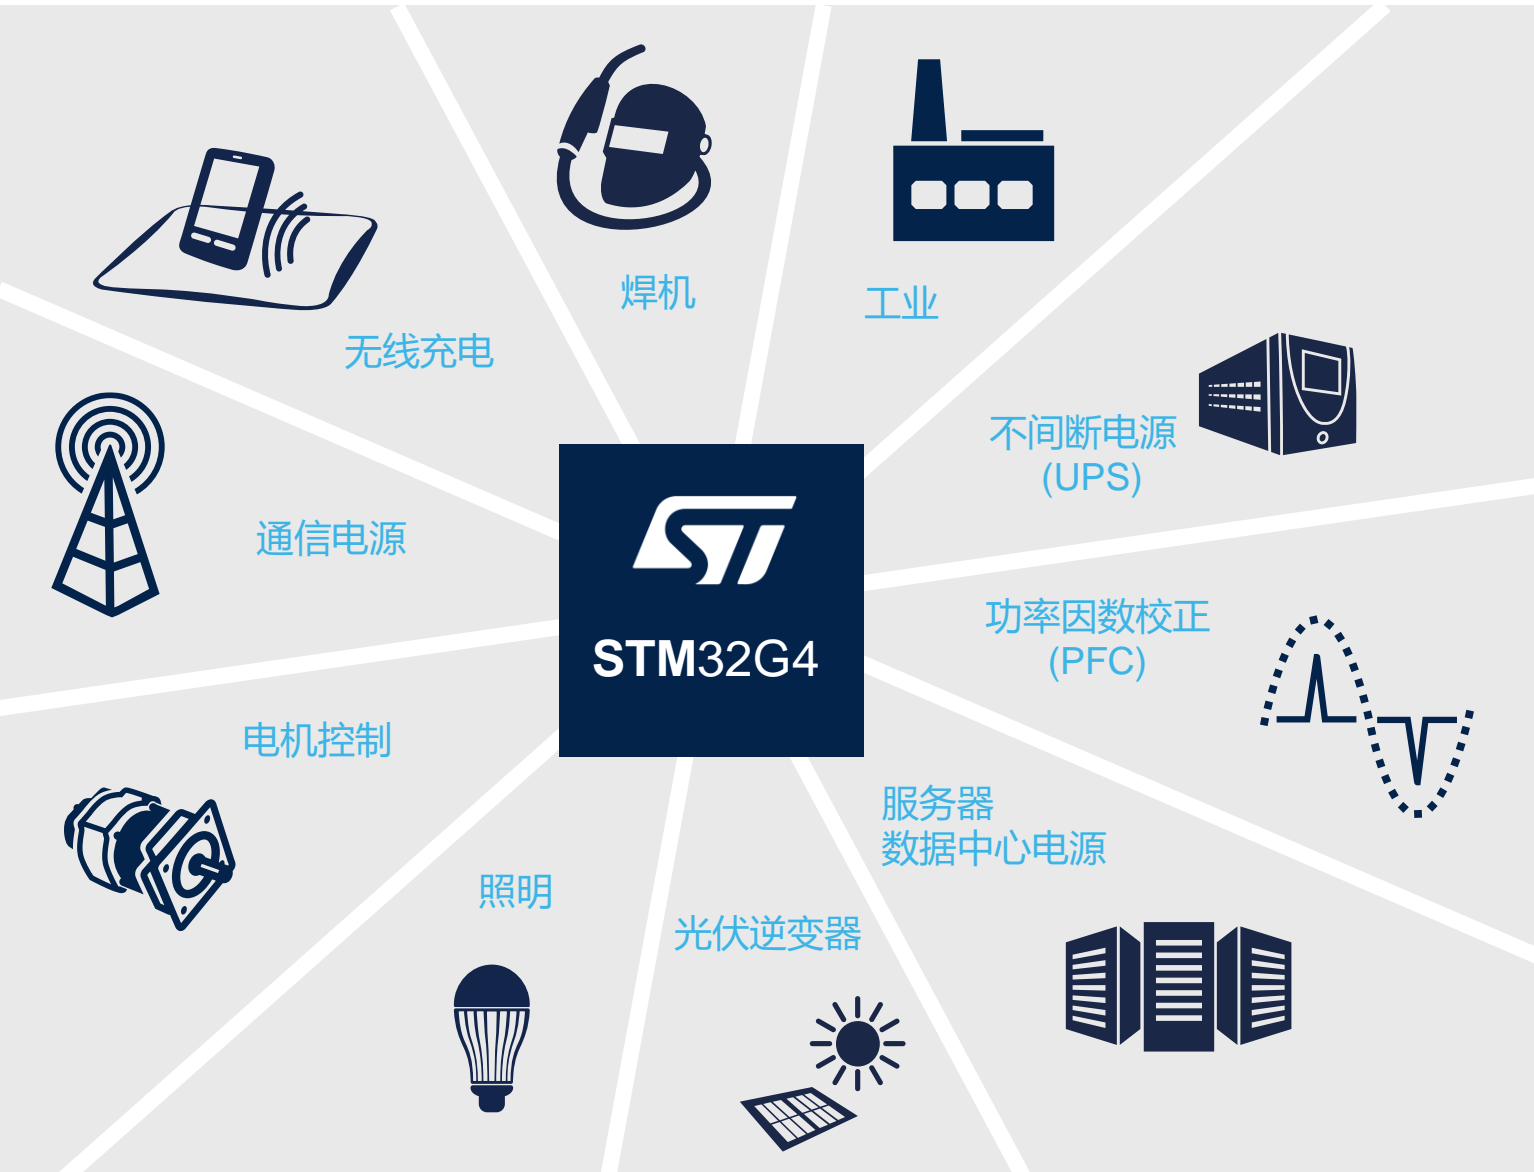 焊机
工业
无线充电
不间断电源
(UPS)
通信电源
ST
STM32G4
功率因数校正
(PFC)
电机控制
服务器
数据中心电源
照明
光伏逆变器